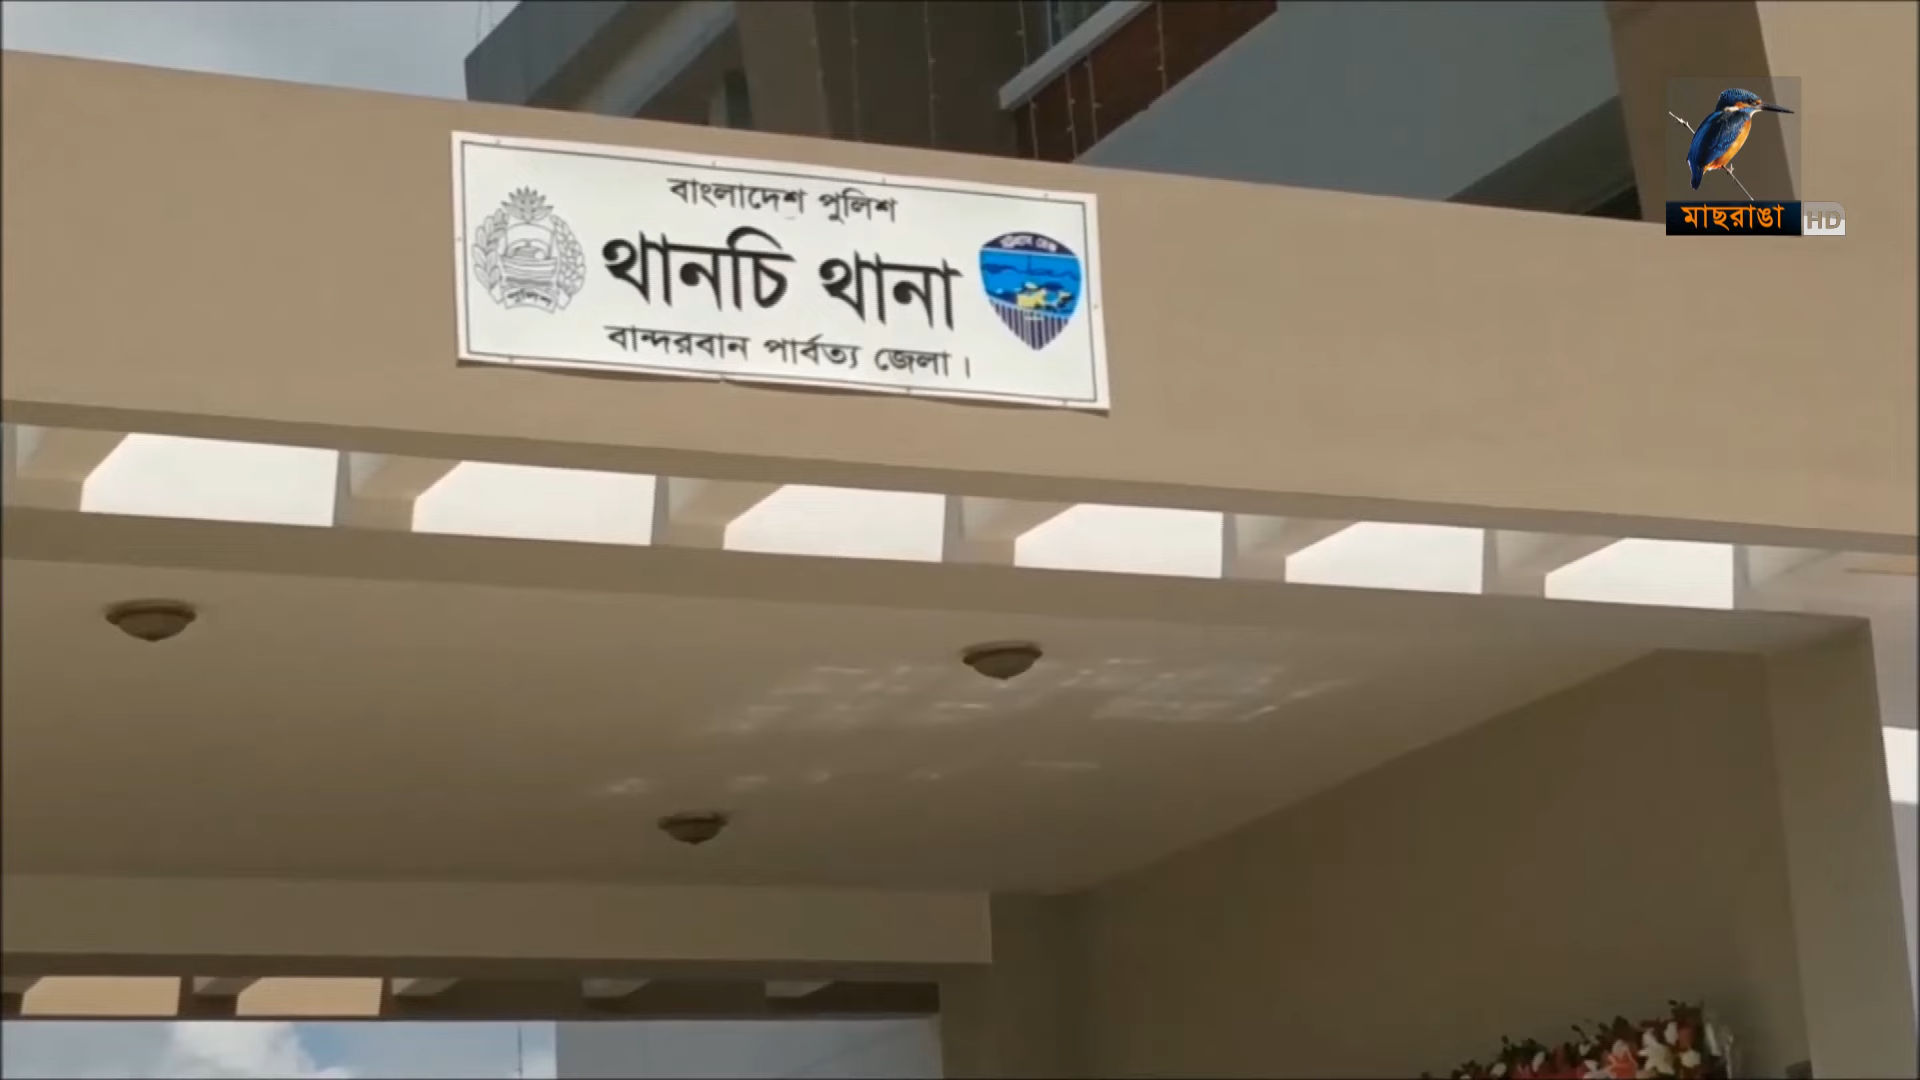 বাংলাদেশ পুলিশ
থানচি থানা
বান্দরবান পার্বত্য জেলা।
পুলিশ
মাছরাঙা HD